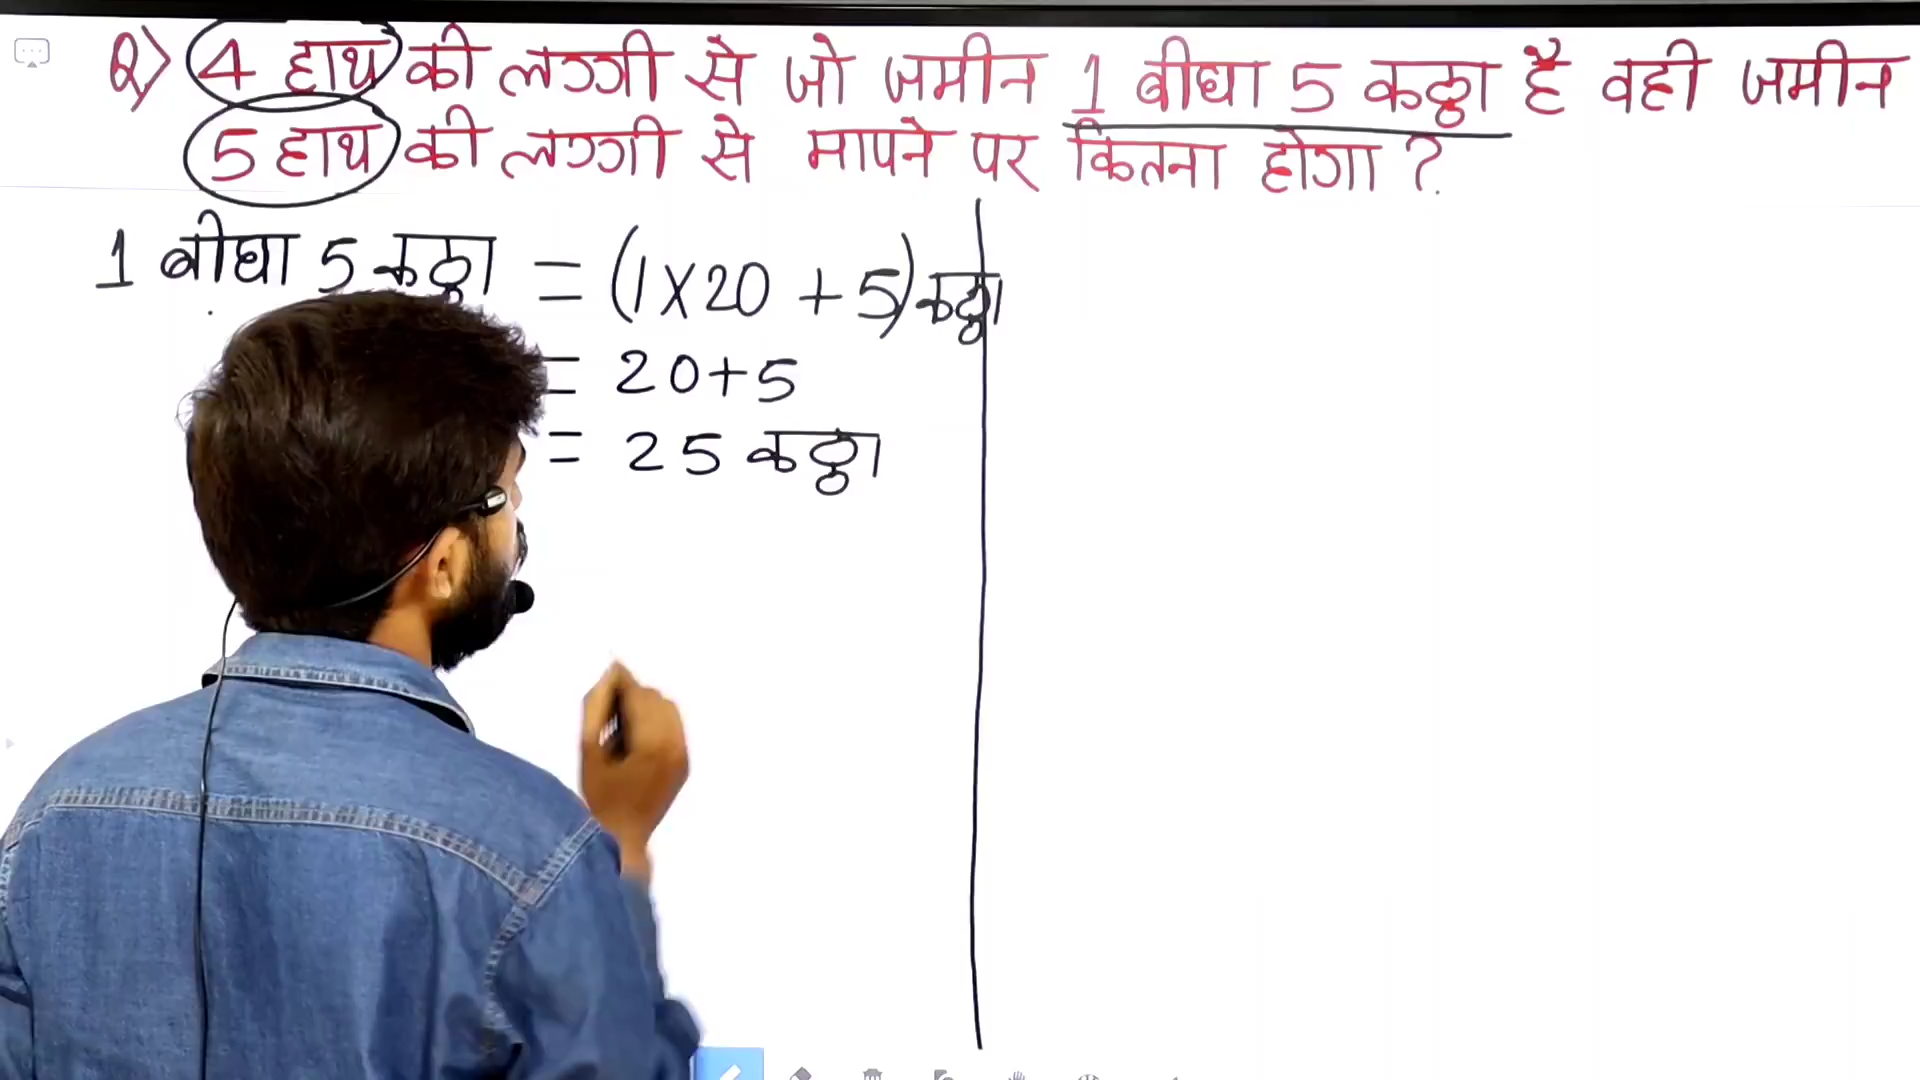 Q) 4 हाथ की लग्गी से जो जमीन 1 बीघा 5 कट्ठा है वही जमीन
5 हाथ की लग्गी से मापने पर कितना होगा ?
1 बीघा 5 कट्ठा = (1×20 + 5) कट्ठा
= 20+5
= 25 कट्ठा